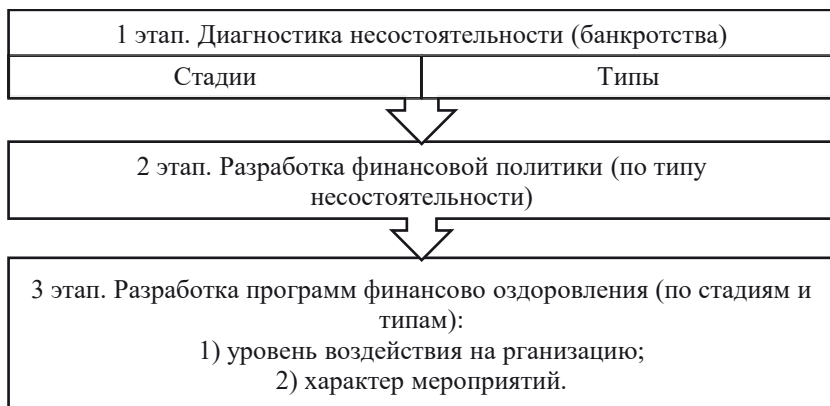 1 этап. Диагностика несостоятельности (банкротства)
Стадии
Типы
2 этап. Разработка финансовой политики (по типу
несостоятельности)
3 этап. Разработка программ финансово оздоровления (по стадиям и
типам):
1) уровень воздействия на рганизацию;
2) характер мероприятий.